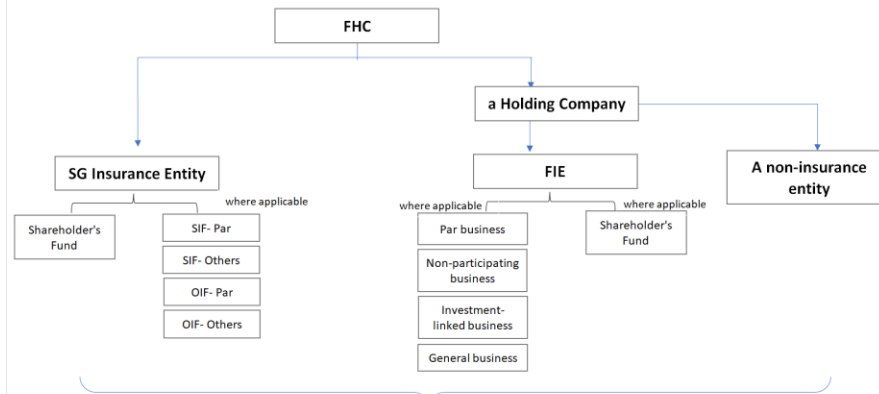 FHC
a Holding Company
SG Insurance Entity
FIE
A non-insurance
entity
where applicable
where applicable
where applicable
Shareholder's
Fund
SIF- Par
SIF- Others
OIF- Par
OIF- Others
Par business
Non-participating
business
Investment-
linked business
General business
Shareholder's
Fund